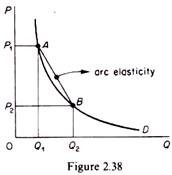 P
P₁
A
arc elasticity
P₂
B
D
O
Q₁
Q₂
Q
Figure 2.38